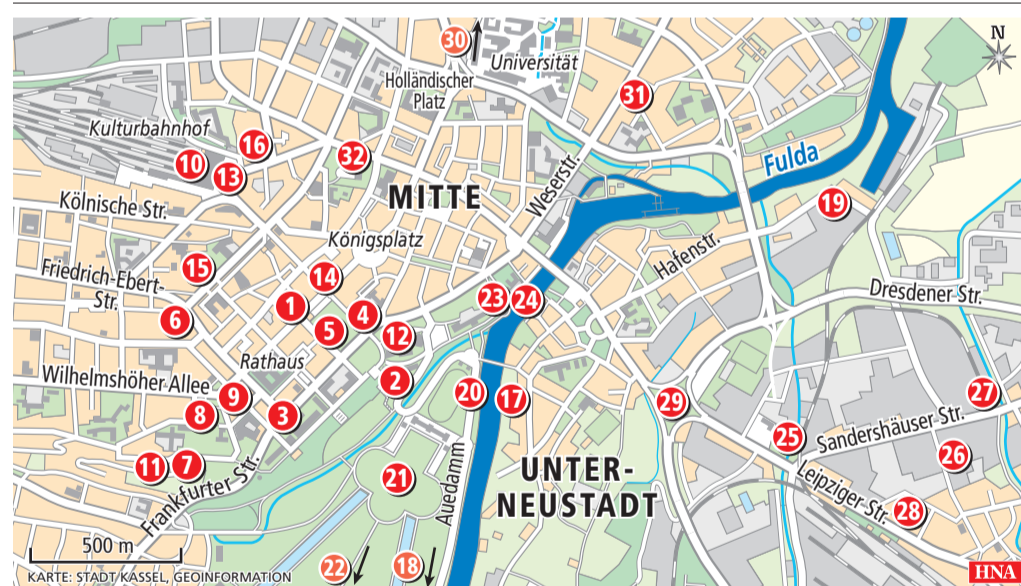 30
Universität
N
Holländischer
Platz
31
Kulturbahnhof
16
32
10
13
Fulda
MITTE
Weserstr.
19
Kölnische Str.
Königsplatz
Hafenstr.
15
14
Friedrich-Ebert-
Str.
1
4
23
24
Dresdener Str.
6
5
12
Rathaus
Wilhelmshöher Allee
2
20
17
9
8
3
29
27
25
Sandershäuser Str.
26
11
7
21
UNTER-
NEUSTADT
Auedamm
Frankfurter Str.
Leipziger Str.
28
500 m
22
18
KARTE: STADT KASSEL, GEOINFORMATION
HNA